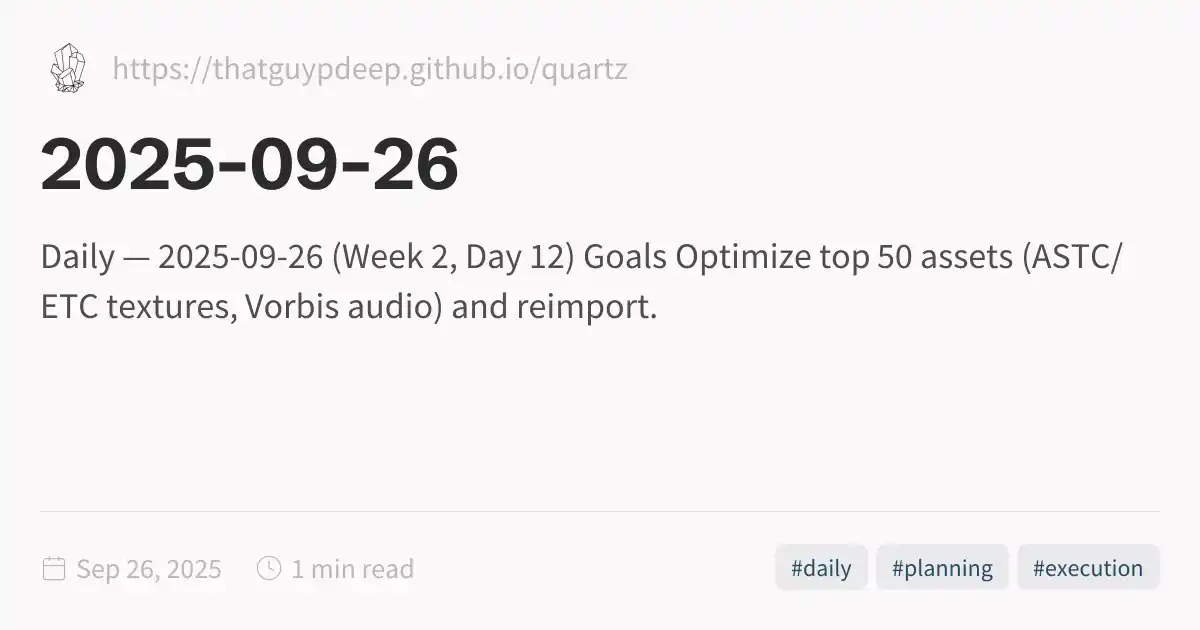 https://thatguypdeep.github.io/quartz
2025-09-26
Daily — 2025-09-26 (Week 2, Day 12) Goals Optimize top 50 assets (ASTC/
ETC textures, Vorbis audio) and reimport.
Sep 26, 2025 1 min read #daily #planning #execution